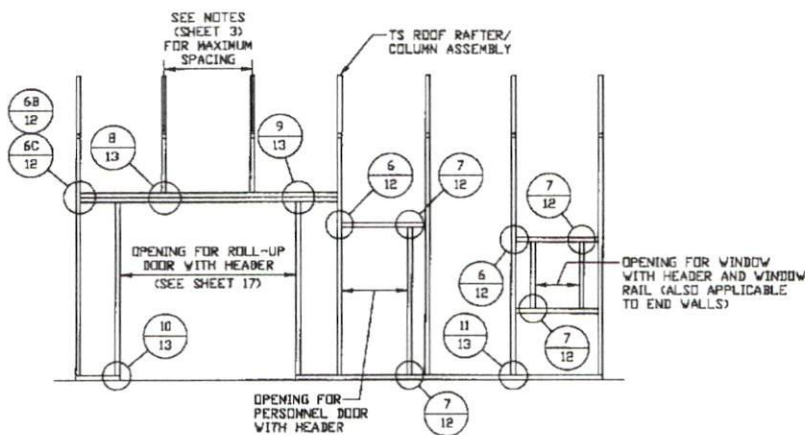 SEE NOTES
(SHEET 3)
FOR MAXIMUM
SPACING
TS ROOF RAFTER/
COLUMN ASSEMBLY
6B
12
6C
12
8
13
9
13
6
12
7
12
7
12
OPENING FOR ROLL-UP
DOOR WITH HEADER
(SEE SHEET 17)
6
12
OPENING FOR WINDOW
WITH HEADER AND WINDOW
RAIL (ALSO APPLICABLE
TO END WALLS)
7
12
10
13
11
13
OPENING FOR
PERSONNEL DOOR
WITH HEADER
7
12